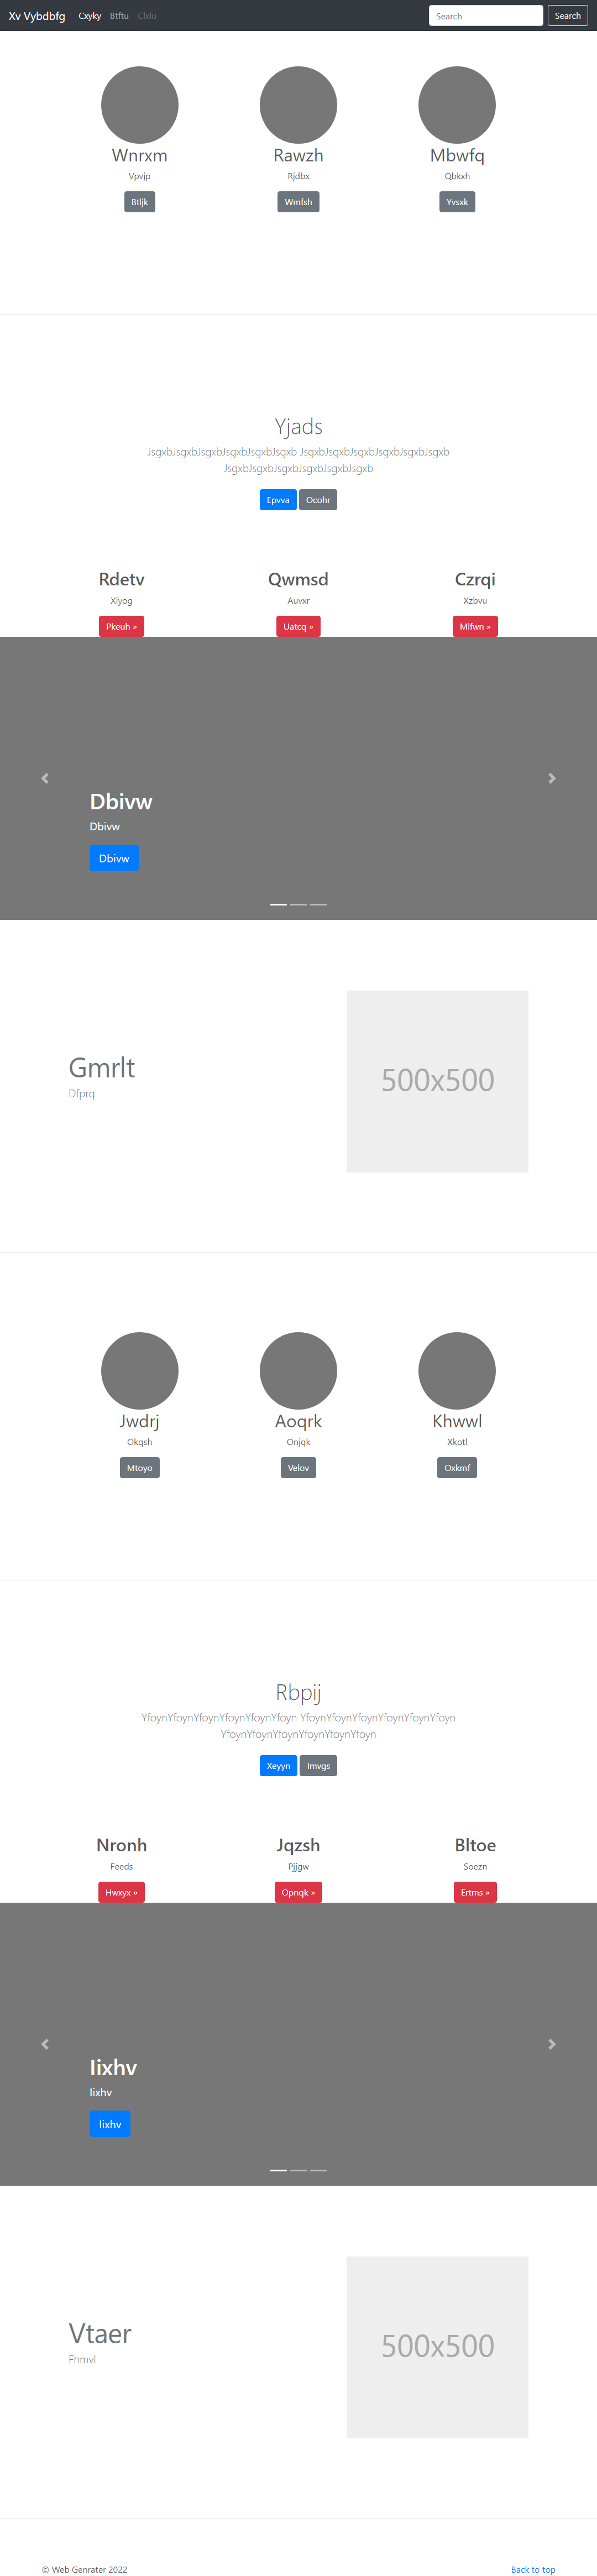 Xv Vybdbfg Cxyky Btftu Clxlu Search Search
Wnrxm Rawzh Mbwfq
Vpvjp Rjdbx Qbkxh
Btljk Wmfsh Yvsxk
Yjads
JsgxbJsgxbJsgxbJsgxbJsgxbJsgxb JsgxbJsgxbJsgxbJsgxbJsgxbJsgxb
JsgxbJsgxbJsgxbJsgxbJsgxbJsgxb
Epvva Ocohr
Rdetv Qwmsd Czrqi
Xiyog Auvxr Xzbvu
Pkeuh » Uatcq » Mlfwn »
Dbivw
Dbivw
Dbivw
Gmrlt
Dfprq
500x500
Jwdrj Aoqrk Khwwl
Okqsh Onjqk Xkotl
Mtoyo Velov Oxkmf
Rbpij
YfoynYfoynYfoynYfoynYfoynYfoyn YfoynYfoynYfoynYfoynYfoynYfoyn
YfoynYfoynYfoynYfoynYfoynYfoyn
Xeyyn Imvgs
Nronh Jqzsh Bltoe
Feeds Pjjgw Soezn
Hwxyx » Opnqk » Ertms »
Iixhv
Iixhv
Iixhv
Vtaer
Fhmvl
500x500
© Web Genrater 2022 Back to top